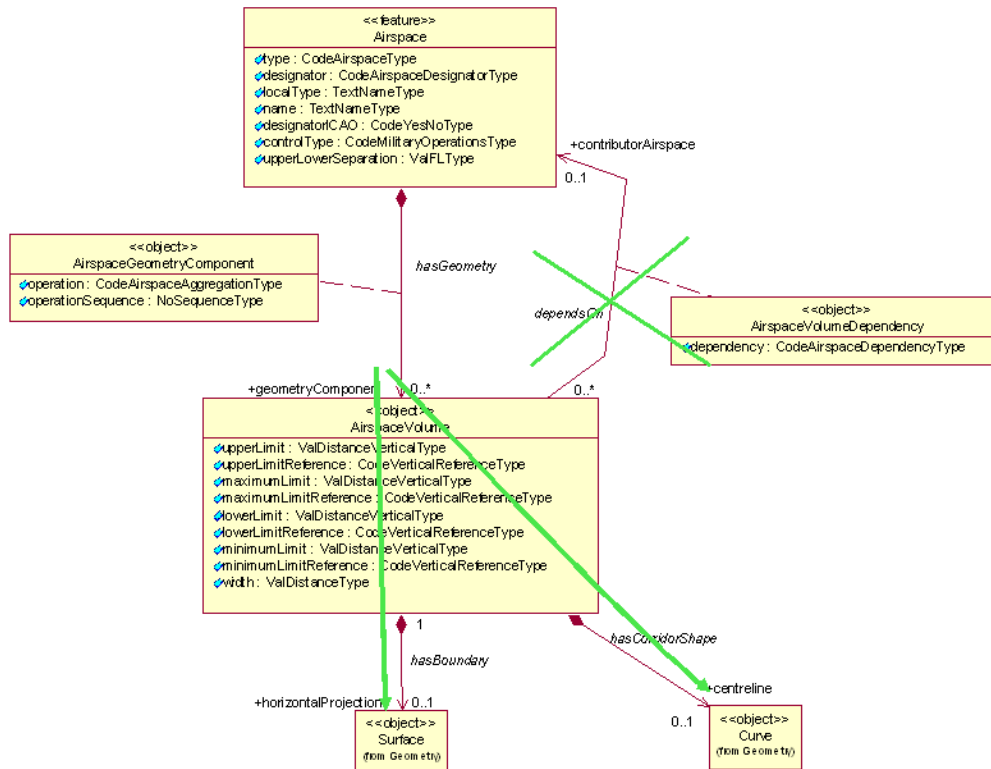 <<feature>>
Airspace
type : CodeAirspaceType
designator : CodeAirspaceDesignatorType
localType : TextNameType
name : TextNameType
designatorICAO : CodeYesNoType
controlType : CodeMilitaryOperationsType
upperLowerSeparation : ValFLType
+contributorAirspace
0..1
<<object>>
AirspaceGeometryComponent
operation : CodeAirspaceAggregationType
operationSequence : NoSequenceType
hasGeometry
dependsOn
<<object>>
AirspaceVolumeDependency
dependency : CodeAirspaceDependencyType
+geometryComponent
0..*
0..*
<<object>>
AirspaceVolume
upperLimit : ValDistanceVerticalType
upperLimitReference : CodeVerticalReferenceType
maximumLimit : ValDistanceVerticalType
maximumLimitReference : CodeVerticalReferenceType
lowerLimit : ValDistanceVerticalType
lowerLimitReference : CodeVerticalReferenceType
minimumLimit : ValDistanceVerticalType
minimumLimitReference : CodeVerticalReferenceType
width : ValDistanceType
1
hasBoundary
hasCorridorShape
+horizontalProjection
0..1
+centreline
0..1
<<object>>
Surface
(from Geometry)
<<object>>
Curve
(from Geometry)